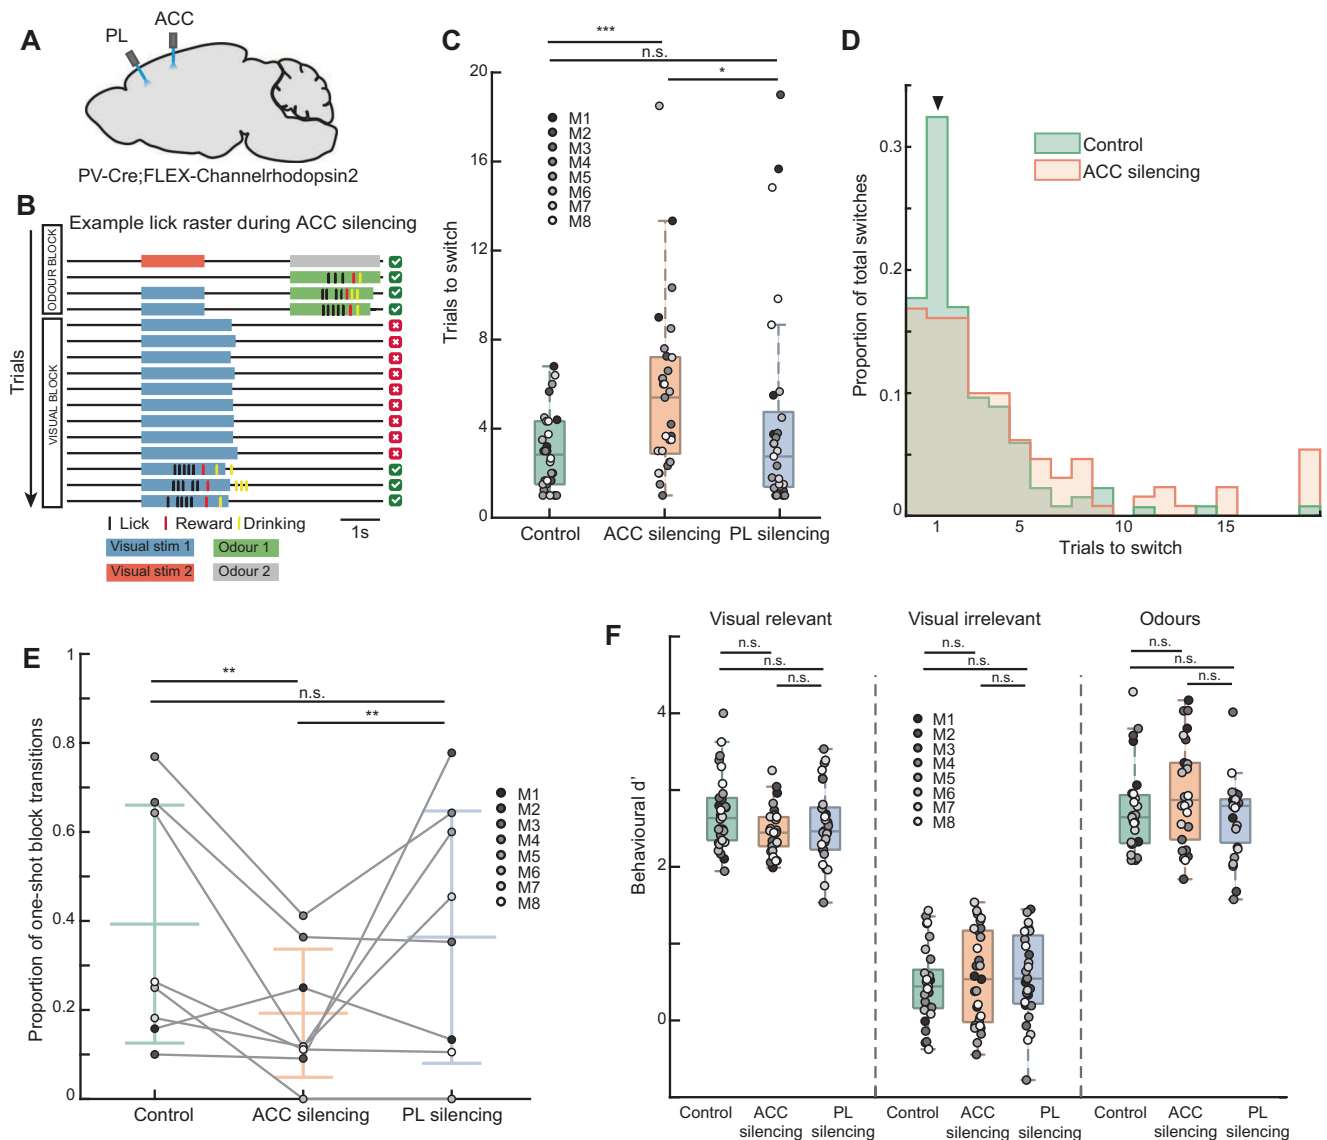 A
PL
ACC
PV-Cre;FLEX-Channelrhodopsin2
B
Example lick raster during ACC silencing
Trials
ODOUR BLOCK
VISUAL BLOCK
Lick
Reward
Drinking
1s
Visual stim 1
Odour 1
Visual stim 2
Odour 2
C
***
n.s.
*
20
16
12
8
4
0
Trials to switch
M1
M2
M3
M4
M5
M6
M7
M8
Control
ACC silencing
PL silencing
D
Control
ACC silencing
0.3
0.2
0.1
0
Proportion of total switches
1
5
10
15
Trials to switch
E
**
n.s.
**
1
0.8
0.6
0.4
0.2
0
Proportion of one-shot block transitions
M1
M2
M3
M4
M5
M6
M7
M8
Control
ACC silencing
PL silencing
F
Visual relevant
Visual irrelevant
Odours
n.s.
n.s.
n.s.
n.s.
n.s.
n.s.
n.s.
n.s.
n.s.
4
2
0
Behavioural d’
M1
M2
M3
M4
M5
M6
M7
M8
Control
ACC
silencing
PL
silencing
Control
ACC
silencing
PL
silencing
Control
ACC
silencing
PL
silencing